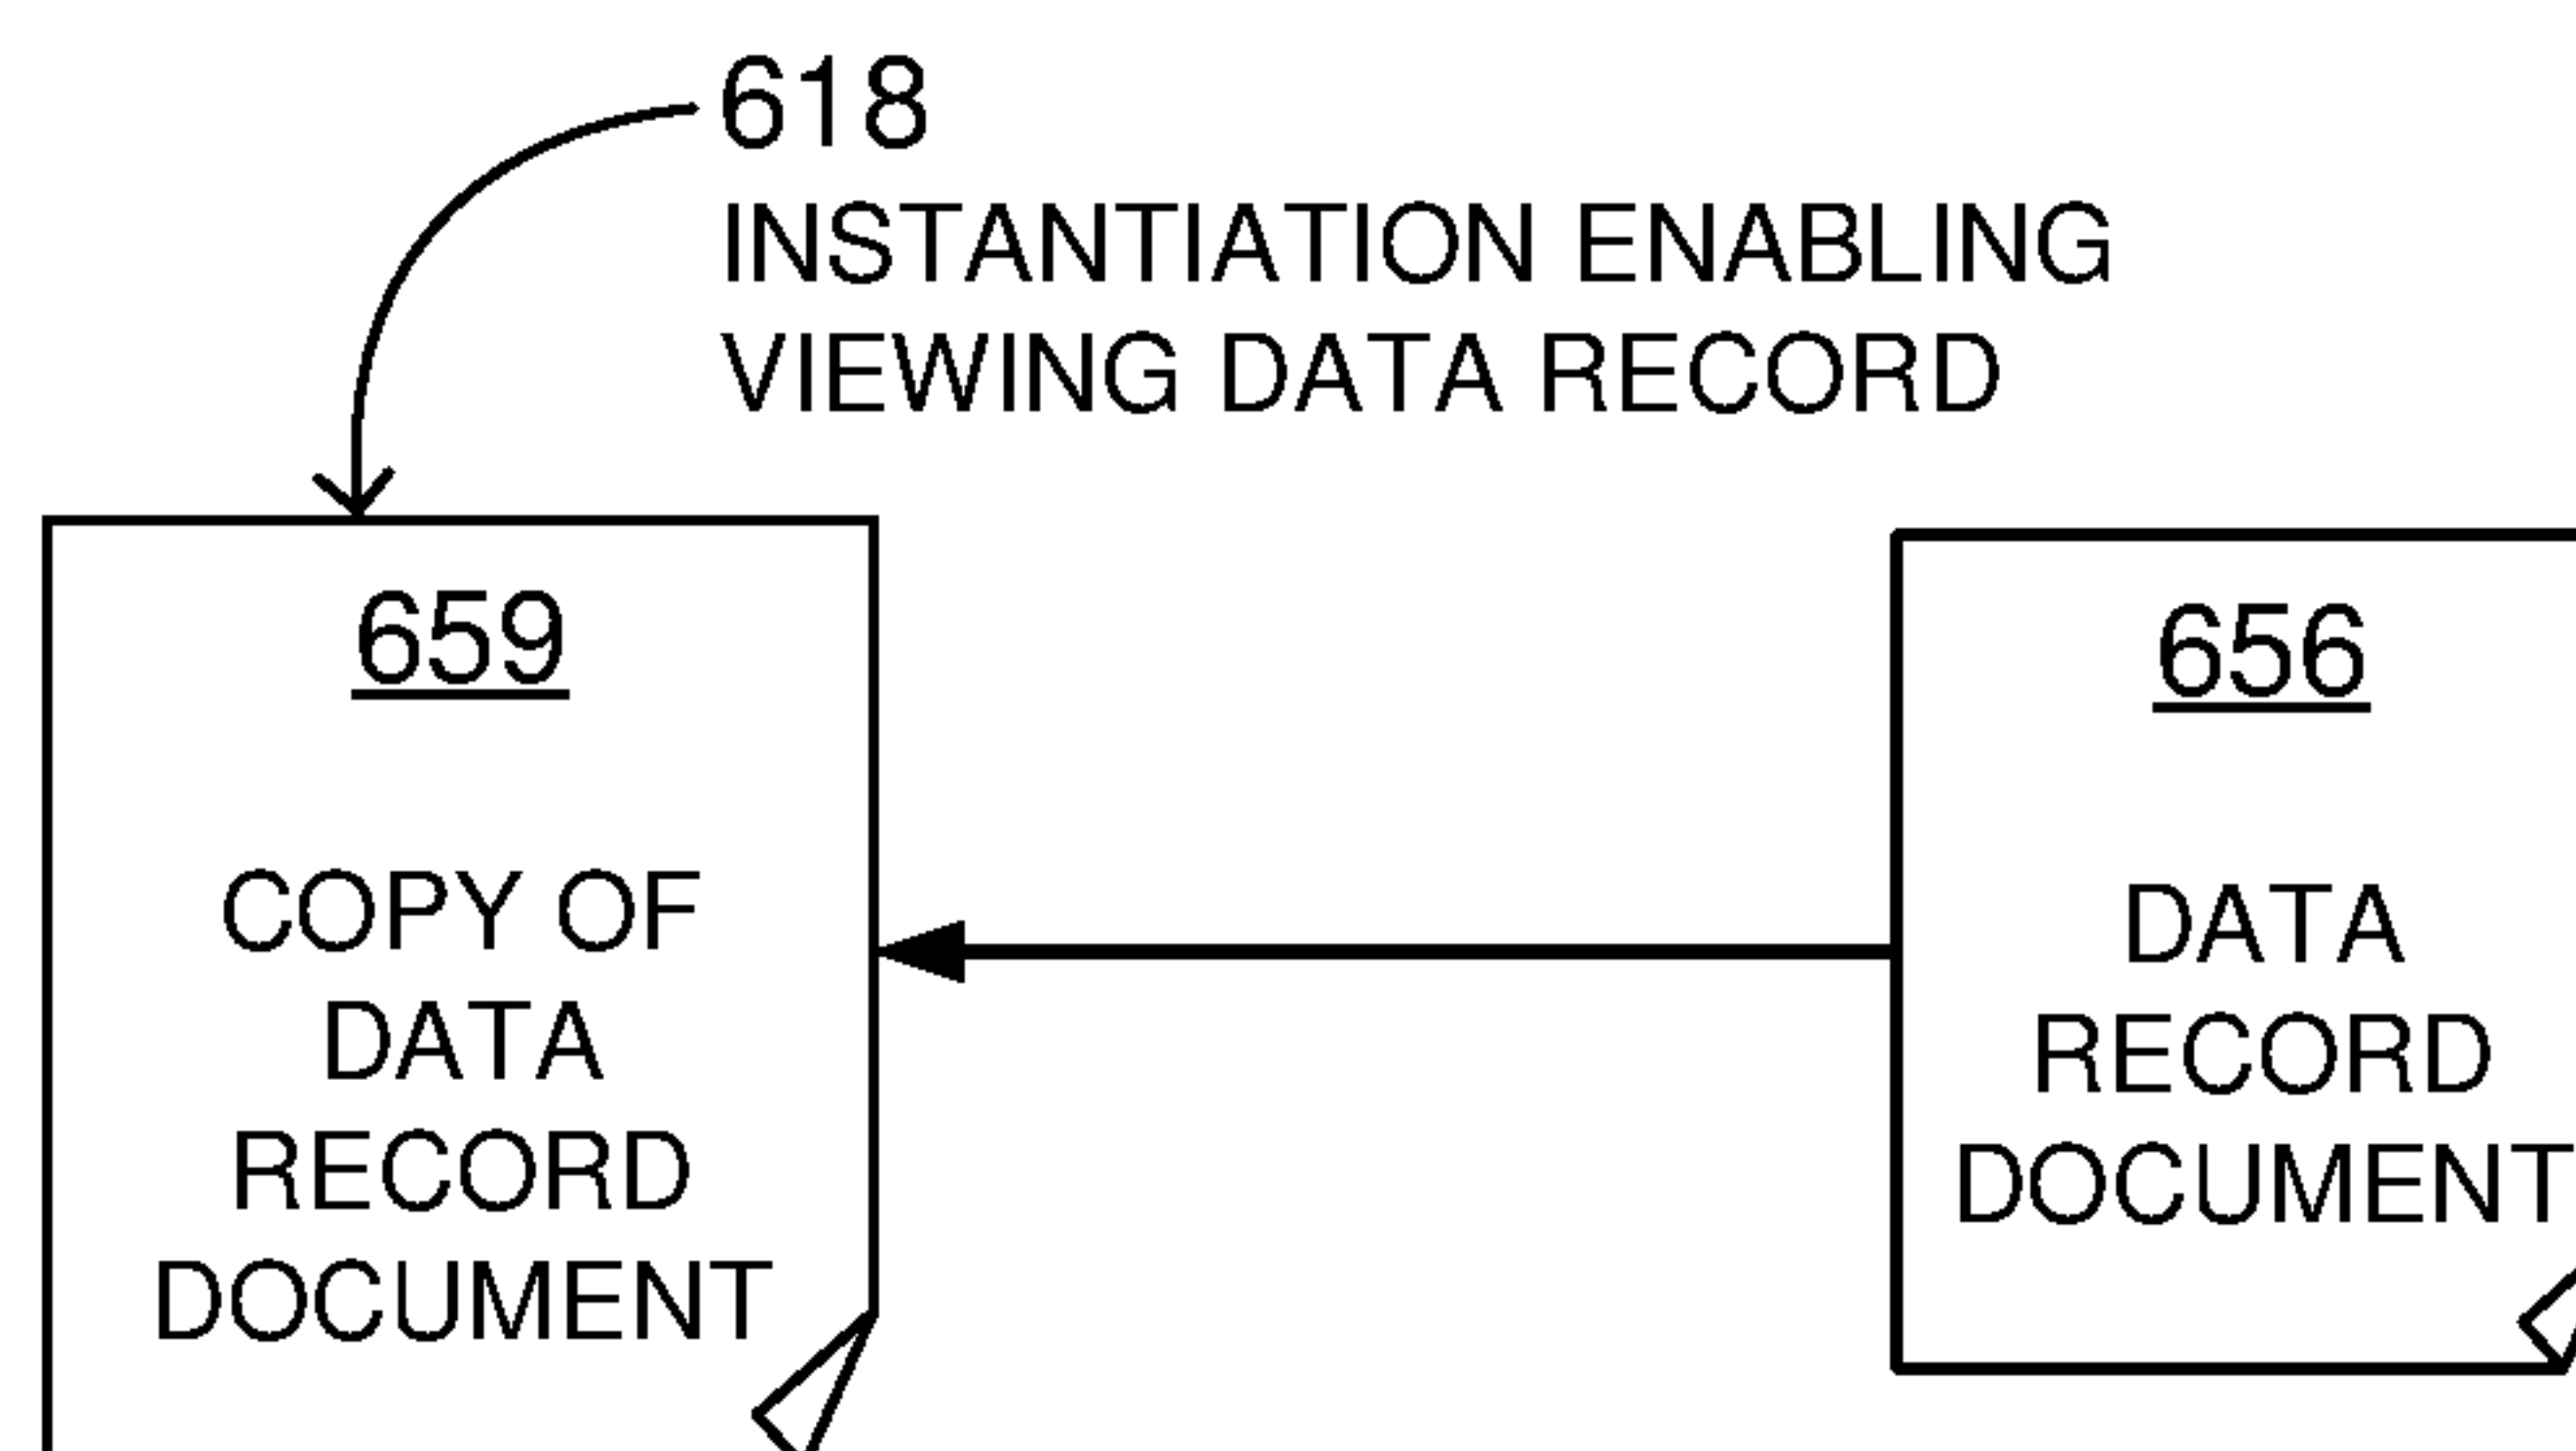 618
INSTANTIATION ENABLING
VIEWING DATA RECORD
659
COPY OF
DATA
RECORD
DOCUMENT
656
DATA
RECORD
DOCUMENT